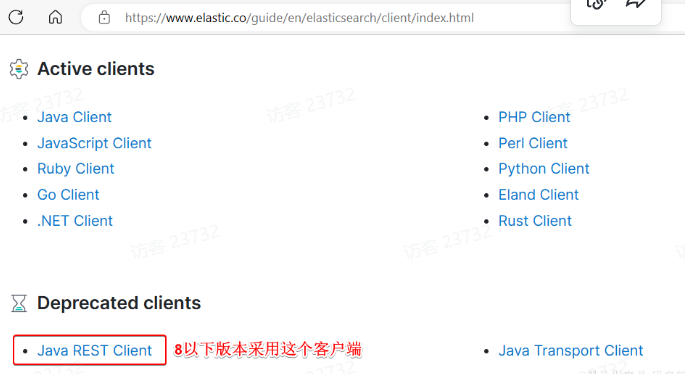 https://www.elastic.co/guide/en/elasticsearch/client/index.html
Active clients
Java Client
JavaScript Client
Ruby Client
Go Client
.NET Client
PHP Client
Perl Client
Python Client
Eland Client
Rust Client
访客 23732
访客 23732
访客 23732
访客 23732
Deprecated clients
Java REST Client 8以下版本采用这个客户端
Java Transport Client